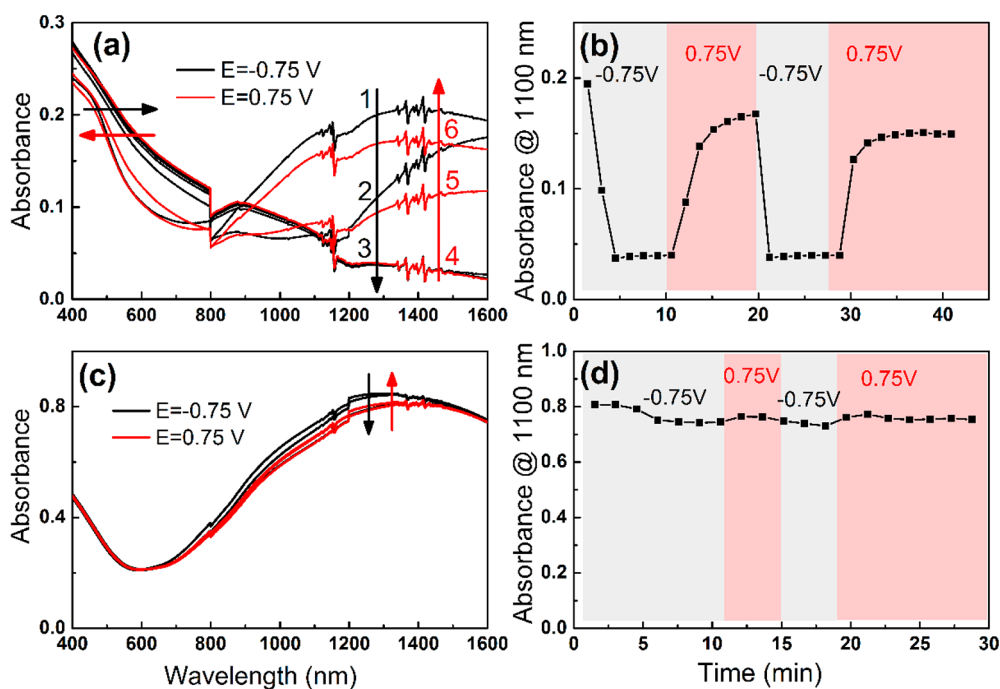 (a)
E=-0.75 V
E=0.75 V
1
2
3
6
5
4
0.3
0.2
0.1
0.0
Absorbance
400 600 800 1000 1200 1400 1600
(b)
-0.75V
0.75V
-0.75V
0.75V
0.2
0.1
0.0
Absorbance @ 1100 nm
0 10 20 30 40
(c)
E=-0.75 V
E=0.75 V
0.8
0.4
0.0
Absorbance
400 600 800 1000 1200 1400 1600
Wavelength (nm)
(d)
-0.75V
0.75V
-0.75V
0.75V
1.0
0.8
0.6
0.4
0.2
0.0
Absorbance @ 1100 nm
0 5 10 15 20 25 30
Time (min)